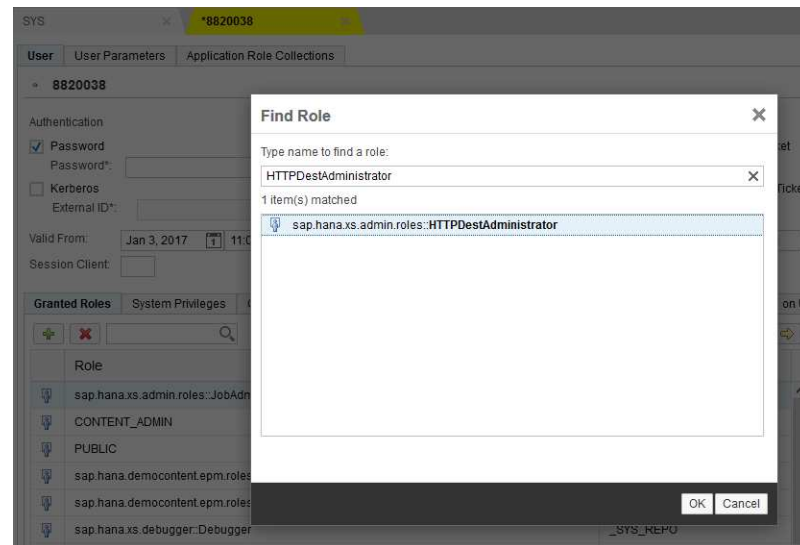 SYS
*8820038
User User Parameters Application Role Collections
8820038
Find Role
Authentication
Type name to find a role:
Password
Password*:
HTTPDestAdministrator
Kerberos
1 item(s) matched
External ID*:
sap.hana.xs.admin.roles::HTTPDestAdministrator
Valid From: Jan 3, 2017 11:0
Session Client:
Granted Roles System Privileges on
Role
sap.hana.xs.admin.roles::JobAdn
CONTENT_ADMIN
PUBLIC
sap.hana.democontent.epm.roles
sap.hana.democontent.epm.roles
OK Cancel
sap.hana.xs.debugger::Debugger _SYS_REPO